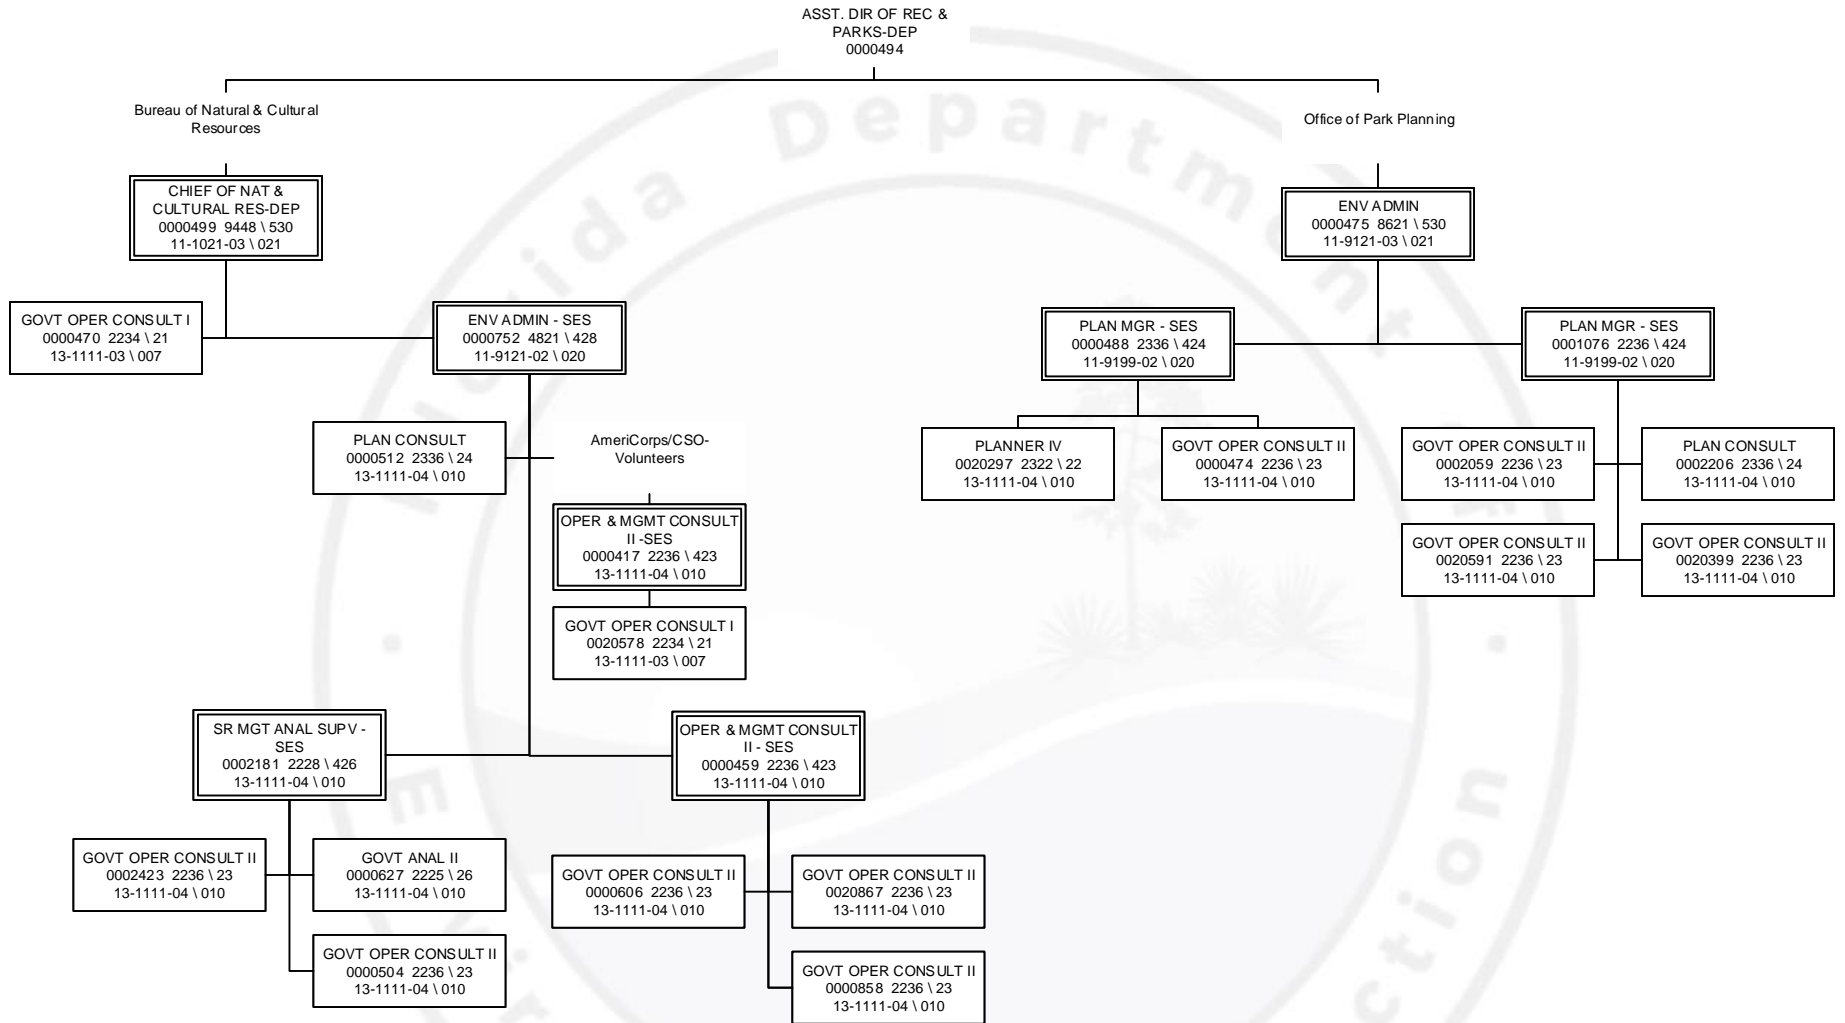 ASST. DIR OF REC &
PARKS-DEP
0000494
Bureau of Natural & Cultural
Resources
Office of Park Planning
CHIEF OF NAT &
CULTURAL RES-DEP
0000499 9448 \ 530
11-1021-03 \ 021
ENV ADMIN
0000475 8621 \ 530
11-9121-03 \ 021
GOVT OPER CONSULT I
0000470 2234 \ 21
13-1111-03 \ 007
ENV ADMIN - SES
0000752 4821 \ 428
11-9121-02 \ 020
PLAN MGR - SES
0000488 2336 \ 424
11-9199-02 \ 020
PLAN MGR - SES
0001076 2236 \ 424
11-9199-02 \ 020
PLAN CONSULT
0000512 2336 \ 24
13-1111-04 \ 010
AmeriCorps/CSO-
Volunteers
PLANNER IV
0020297 2322 \ 22
13-1111-04 \ 010
GOVT OPER CONSULT II
0000474 2236 \ 23
13-1111-04 \ 010
GOVT OPER CONSULT II
0002059 2236 \ 23
13-1111-04 \ 010
PLAN CONSULT
0002206 2336 \ 24
13-1111-04 \ 010
OPER & MGMT CONSULT
II -SES
0000417 2236 \ 423
13-1111-04 \ 010
GOVT OPER CONSULT II
0020591 2236 \ 23
13-1111-04 \ 010
GOVT OPER CONSULT II
0020399 2236 \ 23
13-1111-04 \ 010
GOVT OPER CONSULT I
0020578 2234 \ 21
13-1111-03 \ 007
SR MGT ANAL SUPV -
SES
0002181 2228 \ 426
13-1111-04 \ 010
OPER & MGMT CONSULT
II - SES
0000459 2236 \ 423
13-1111-04 \ 010
GOVT OPER CONSULT II
0002423 2236 \ 23
13-1111-04 \ 010
GOVT ANAL II
0000627 2225 \ 26
13-1111-04 \ 010
GOVT OPER CONSULT II
0000606 2236 \ 23
13-1111-04 \ 010
GOVT OPER CONSULT II
0020867 2236 \ 23
13-1111-04 \ 010
GOVT OPER CONSULT II
0000504 2236 \ 23
13-1111-04 \ 010
GOVT OPER CONSULT II
0000858 2236 \ 23
13-1111-04 \ 010
Florida Department of